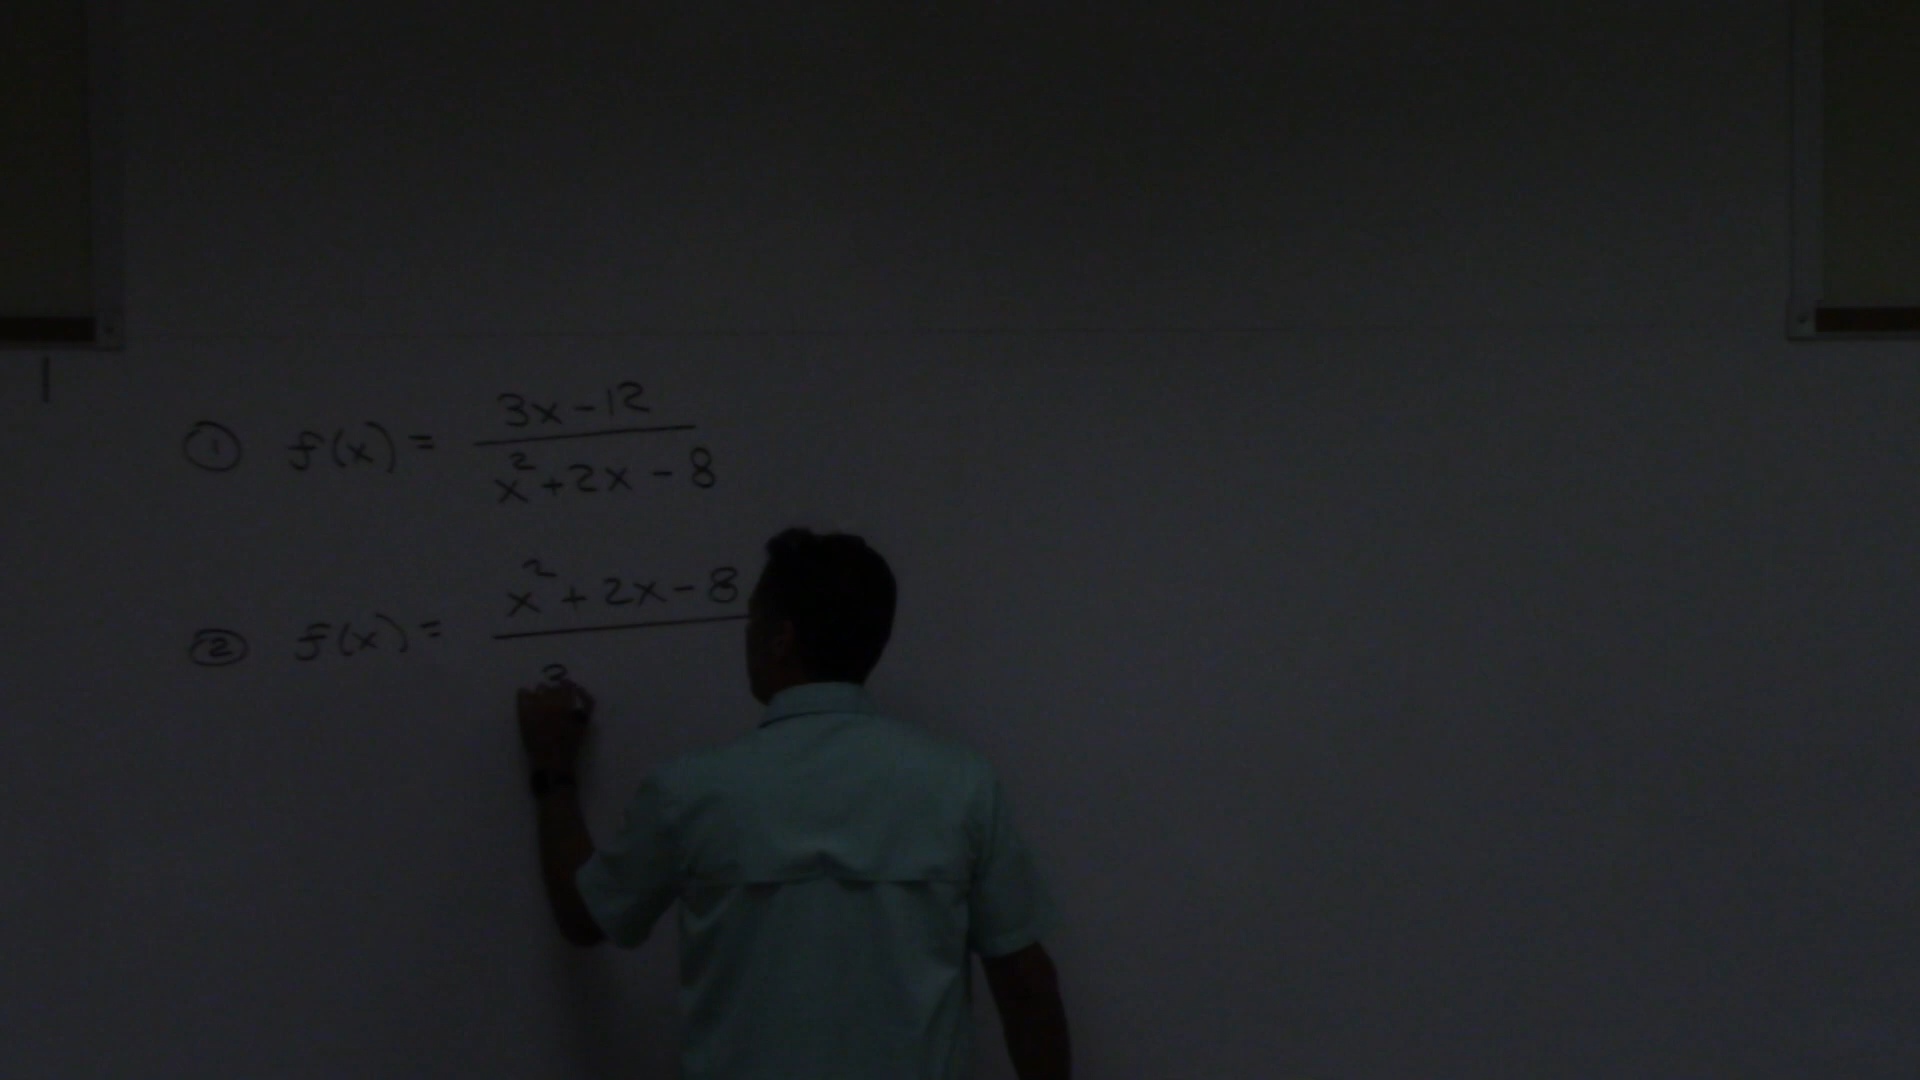 ① f(x) = 3x-12 / x²+2x-8
② f(x) = x²+2x-8 /